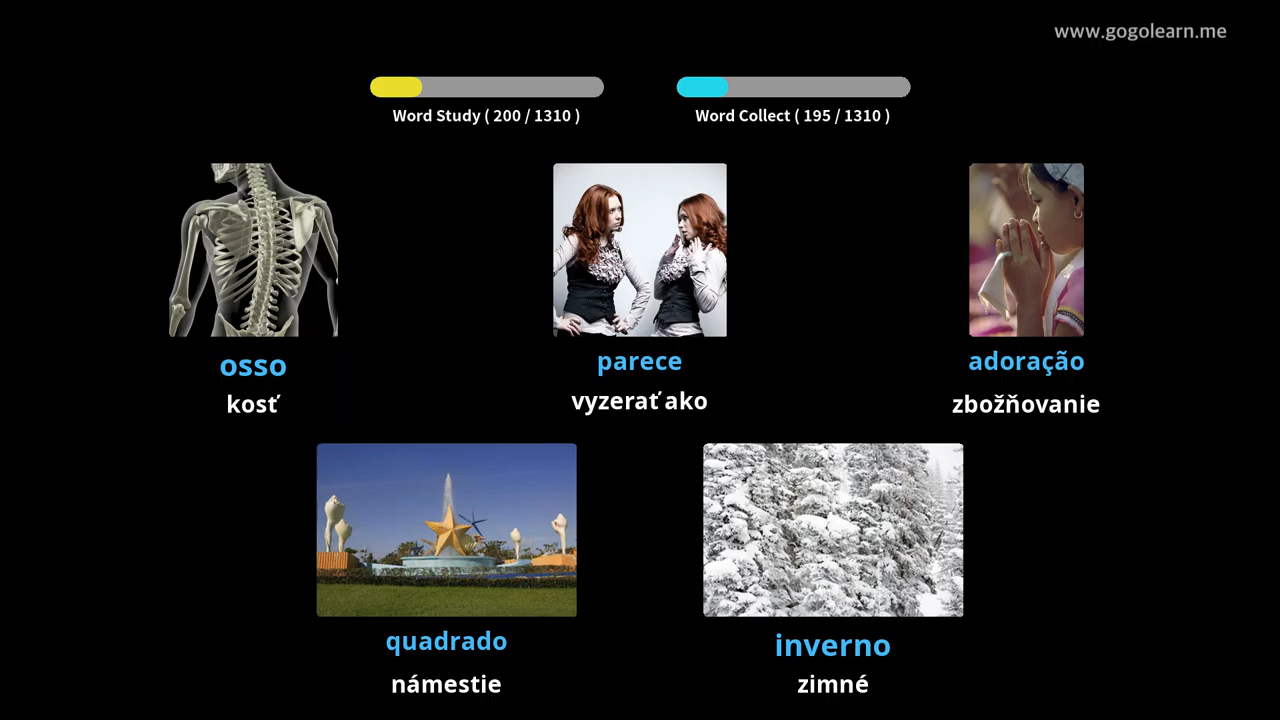 www.gogolearn.me
Word Study ( 200 / 1310 )
Word Collect ( 195 / 1310 )
osso
kosť
parece
vyzerať ako
adoração
zbožňovanie
quadrado
námestie
inverno
zimné